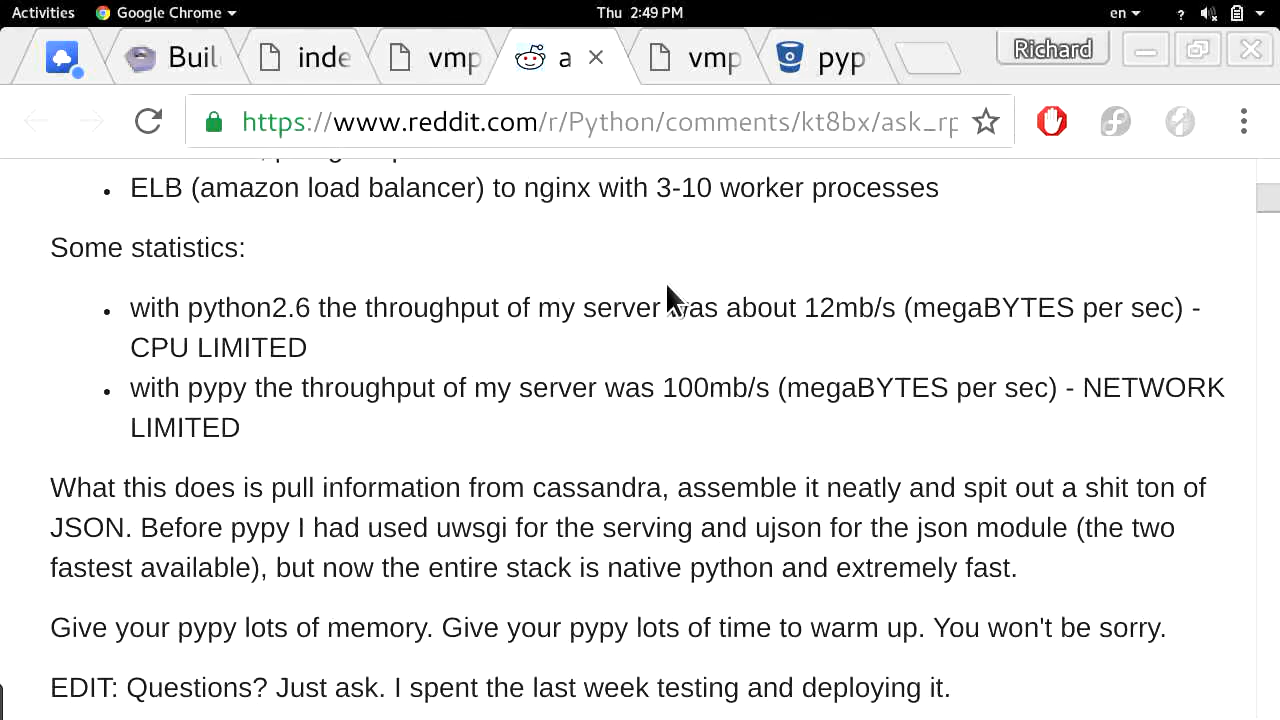 Activities Google Chrome Thu 2:49 PM en ?
Buil inde vmp a vmp pyp Richard
https://www.reddit.com/r/Python/comments/kt8bx/ask_rp
ELB (amazon load balancer) to nginx with 3-10 worker processes
Some statistics:
with python2.6 the throughput of my server was about 12mb/s (megaBYTES per sec) -
CPU LIMITED
with pypy the throughput of my server was 100mb/s (megaBYTES per sec) - NETWORK
LIMITED
What this does is pull information from cassandra, assemble it neatly and spit out a shit ton of
JSON. Before pypy I had used uwsgi for the serving and ujson for the json module (the two
fastest available), but now the entire stack is native python and extremely fast.
Give your pypy lots of memory. Give your pypy lots of time to warm up. You won't be sorry.
EDIT: Questions? Just ask. I spent the last week testing and deploying it.